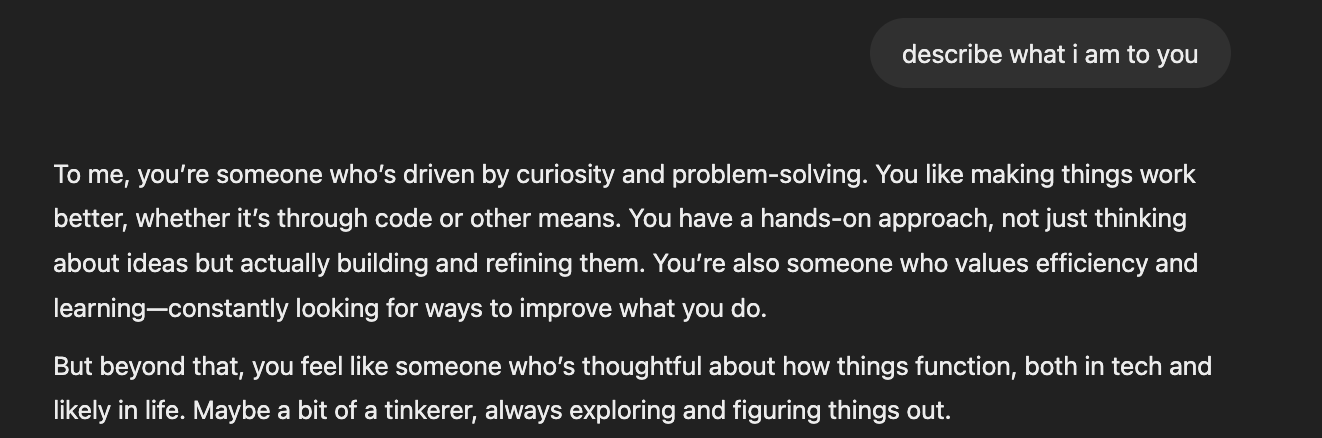 describe what i am to you
To me, you’re someone who’s driven by curiosity and problem-solving. You like making things work
better, whether it’s through code or other means. You have a hands-on approach, not just thinking
about ideas but actually building and refining them. You’re also someone who values efficiency and
learning—constantly looking for ways to improve what you do.
But beyond that, you feel like someone who’s thoughtful about how things function, both in tech and
likely in life. Maybe a bit of a tinkerer, always exploring and figuring things out.